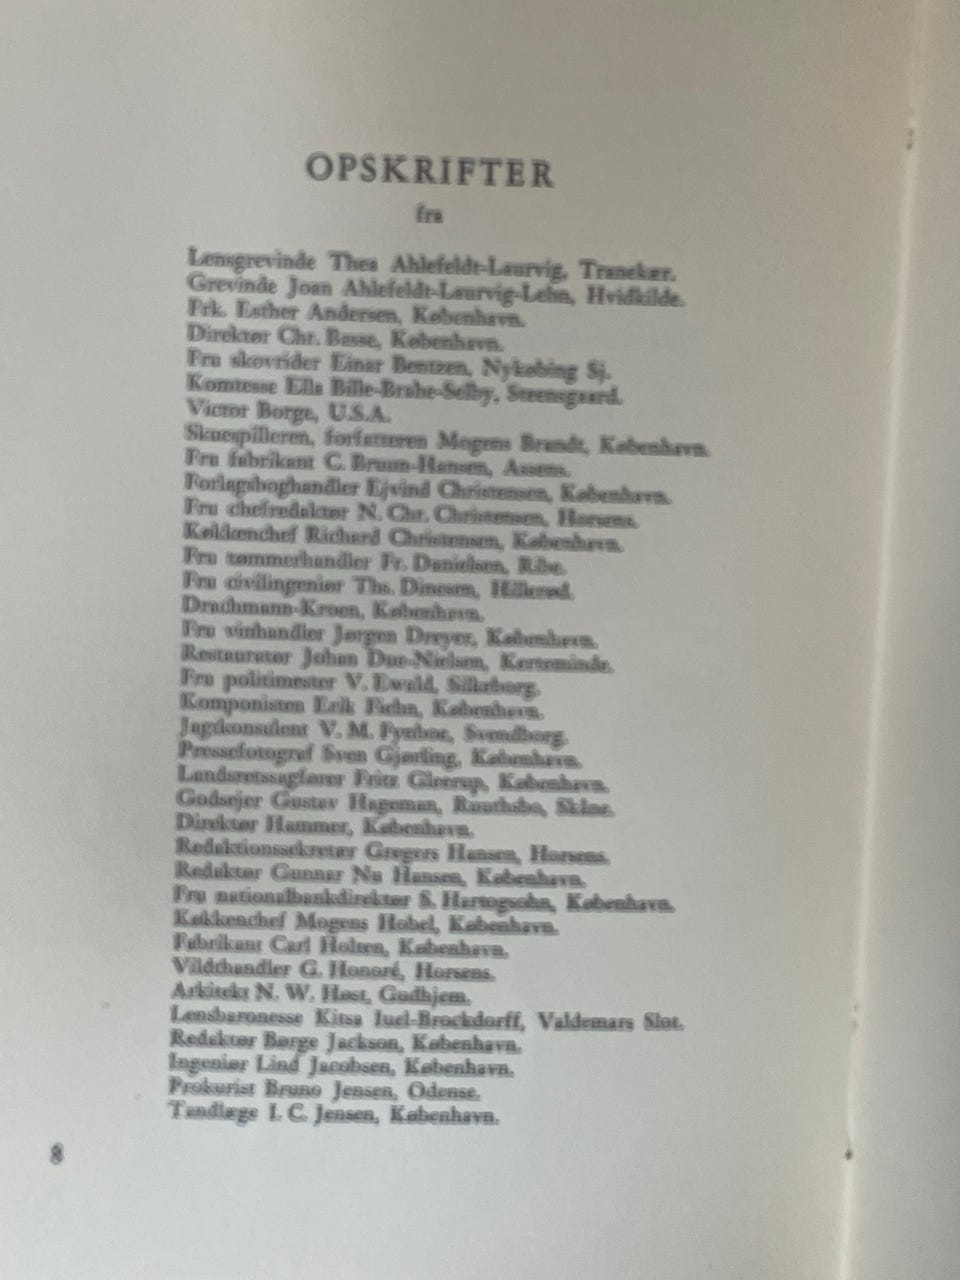 OPSKRIFTER
fra
Lensgrevinde Thea Ahlefeldt-Laurvig, Tranekær.
Grevinde Joan Ahlefeldt-Laurvig-Lehn, Hvidkilde.
Frk. Esther Andersen, København.
Direktør Chr. Basse, København.
Fru skovrider Einar Bentzen, Nykøbing Sj.
Komtesse Ella Bille-Brahe-Selby, Steensgaard.
Victor Borge, U.S.A.
Skuespilleren, forfatteren Mogens Brandt, København.
Fru fabrikant C. Bruun-Hansen, Assens.
Forlagsboghandler Ejvind Christensen, København.
Fru chefredaktør N. Chr. Christensen, Horsens.
Køkkenchef Richard Christensen, København.
Fru tømmerhandler Fr. Danielsen, Ribe.
Fru civilingeniør Ths. Dinesen, Hillerød.
Drachmann-Kroen, København.
Fru vinhandler Jørgen Dreyer, København.
Restauratør Johan Due-Nielsen, Kerteminde.
Fru politimester V. Ewald, Silkeborg.
Komponisten Erik Fiehn, København.
Jagtkonsulent V. M. Fynboe, Svendborg.
Pressefotograf Sven Gjørling, København.
Landsretssagfører Fritz Gleerup, København.
Godsejer Gustav Hageman, Ruuthsbo, Skåne.
Direktør Hammer, København.
Redaktionssekretær Gregers Hansen, Horsens.
Redaktør Gunnar Nu Hansen, København.
Fru nationalbankdirektør S. Hartogsohn, København.
Køkkenchef Mogens Hobel, København.
Fabrikant Carl Holten, København.
Vildthandler G. Honoré, Horsens.
Arkitekt N. W. Høst, Gudhjem.
Lensbaronesse Kitsa Juel-Brockdorff, Valdemars Slot.
Redaktør Børge Jackson, København.
Ingeniør Lind Jacobsen, København.
Prokurist Bruno Jensen, Odense.
Tandlæge I. C. Jensen, København.
8